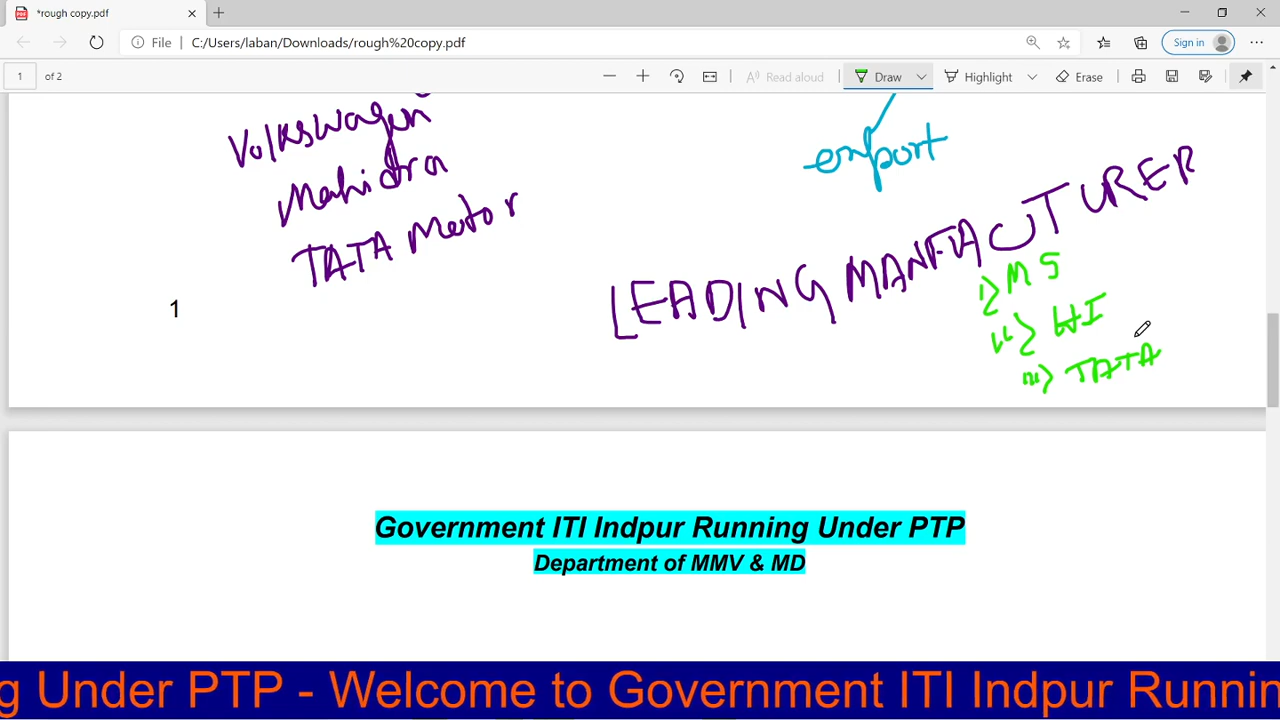 *rough copy.pdf
File C:/Users/laban/Downloads/rough%20copy.pdf
Sign in
1 of 2
Read aloud
Draw
Highlight
Erase
Volkswagen
Mahidra
TATA Motor
export
LEADING MANFACTURER
i) M S
ii) HI
iii) TATA
1
Government ITI Indpur Running Under PTP
Department of MMV & MD
g Under PTP - Welcome to Government ITI Indpur Runnin